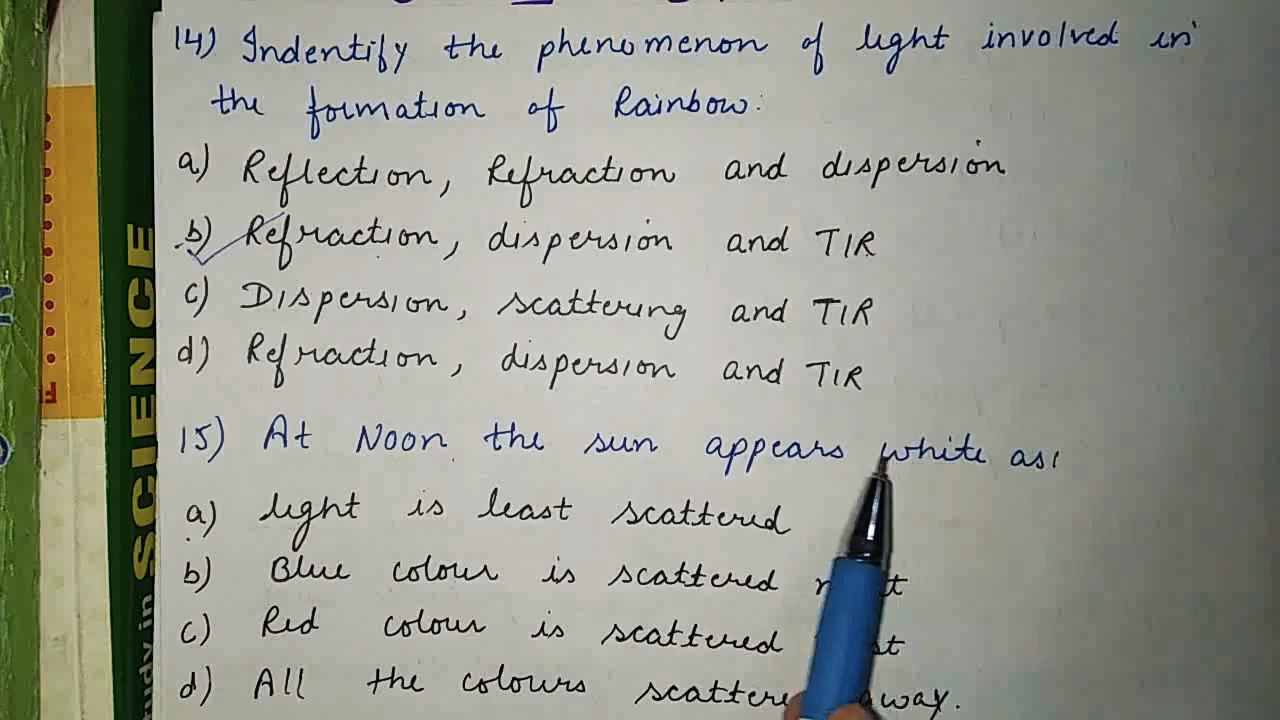 14) Indentify the phenomenon of light involved in
the formation of Rainbow:
a) Reflection, Refraction and dispersion
b) Refraction, dispersion and TIR
c) Dispersion, scattering and TIR
d) Refraction, dispersion and TIR
15) At Noon the sun appears white as:
a) light is least scattered
b) Blue colour is scattered
c) Red colour is scattered
d) All the colours away.
SCIENCE
in